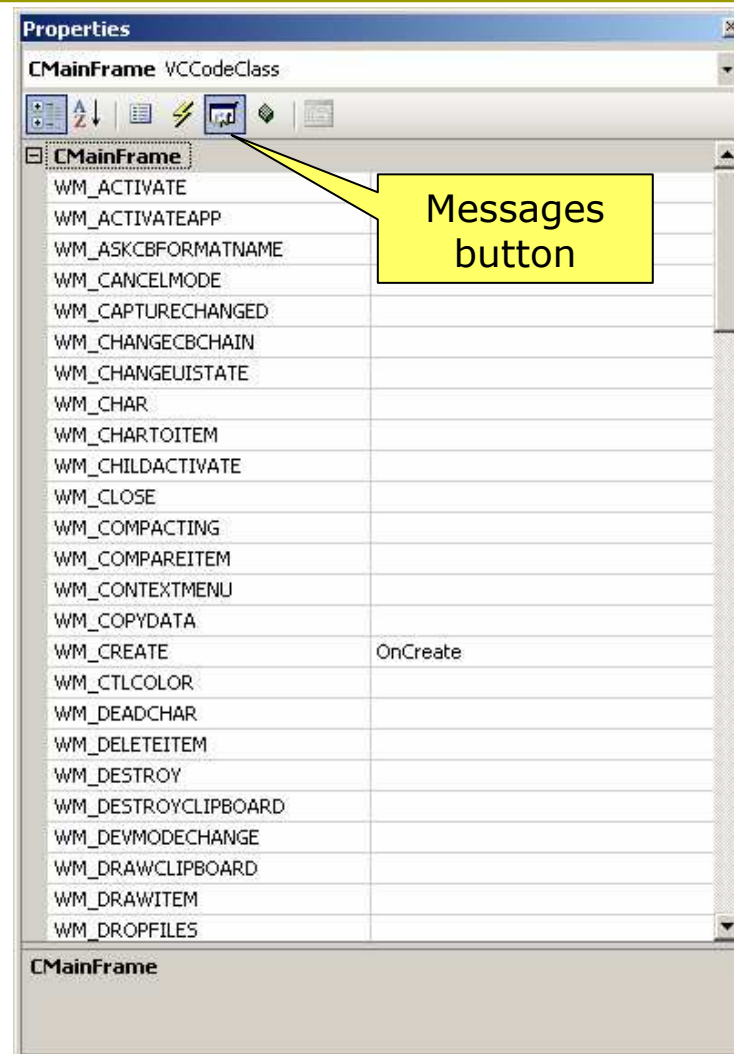 Properties
CMainFrame VCCodeClass
CMainFrame
Messages
button
WM_ACTIVATE
WM_ACTIVATEAPP
WM_ASKCBFORMATNAME
WM_CANCELMODE
WM_CAPTURECHANGED
WM_CHANGECBCHAIN
WM_CHANGEUISTATE
WM_CHAR
WM_CHARTOITEM
WM_CHILDACTIVATE
WM_CLOSE
WM_COMPACTING
WM_COMPAREITEM
WM_CONTEXTMENU
WM_COPYDATA
WM_CREATE OnCreate
WM_CTLCOLOR
WM_DEADCHAR
WM_DELETEITEM
WM_DESTROY
WM_DESTROYCLIPBOARD
WM_DEVMODECHANGE
WM_DRAWCLIPBOARD
WM_DRAWITEM
WM_DROPFILES
CMainFrame